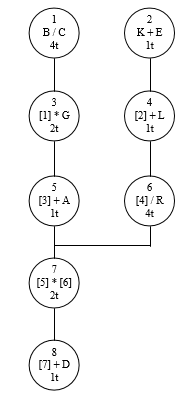 1
B / C
4t
2
K + E
1t
3
[1] * G
2t
4
[2] + L
1t
5
[3] + A
1t
6
[4] / R
4t
7
[5] * [6]
2t
8
[7] + D
1t